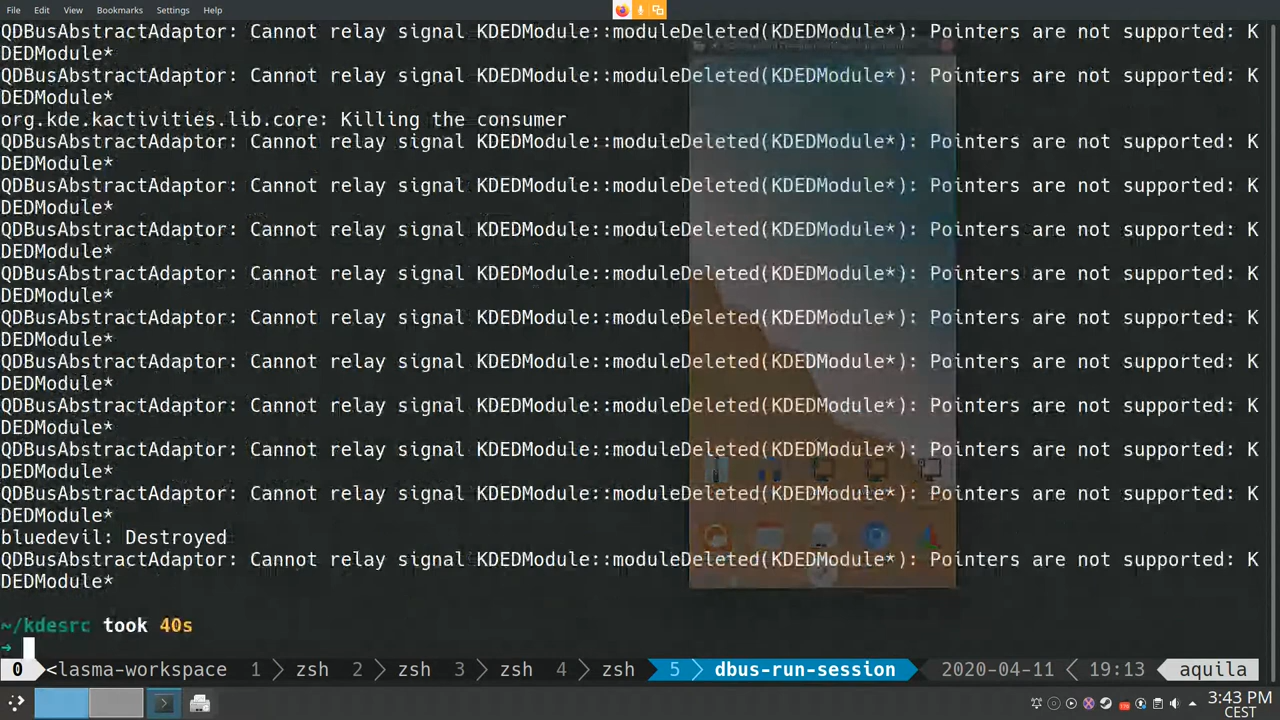 File Edit View Bookmarks Settings Help
QDBusAbstractAdaptor: Cannot relay signal KDEDModule::moduleDeleted(KDEDModule*): Pointers are not supported: K
DEDModule*
QDBusAbstractAdaptor: Cannot relay signal KDEDModule::moduleDeleted(KDEDModule*): Pointers are not supported: K
DEDModule*
org.kde.kactivities.lib.core: Killing the consumer
QDBusAbstractAdaptor: Cannot relay signal KDEDModule::moduleDeleted(KDEDModule*): Pointers are not supported: K
DEDModule*
QDBusAbstractAdaptor: Cannot relay signal KDEDModule::moduleDeleted(KDEDModule*): Pointers are not supported: K
DEDModule*
QDBusAbstractAdaptor: Cannot relay signal KDEDModule::moduleDeleted(KDEDModule*): Pointers are not supported: K
DEDModule*
QDBusAbstractAdaptor: Cannot relay signal KDEDModule::moduleDeleted(KDEDModule*): Pointers are not supported: K
DEDModule*
QDBusAbstractAdaptor: Cannot relay signal KDEDModule::moduleDeleted(KDEDModule*): Pointers are not supported: K
DEDModule*
QDBusAbstractAdaptor: Cannot relay signal KDEDModule::moduleDeleted(KDEDModule*): Pointers are not supported: K
DEDModule*
QDBusAbstractAdaptor: Cannot relay signal KDEDModule::moduleDeleted(KDEDModule*): Pointers are not supported: K
DEDModule*
QDBusAbstractAdaptor: Cannot relay signal KDEDModule::moduleDeleted(KDEDModule*): Pointers are not supported: K
DEDModule*
QDBusAbstractAdaptor: Cannot relay signal KDEDModule::moduleDeleted(KDEDModule*): Pointers are not supported: K
DEDModule*
bluedevil: Destroyed
QDBusAbstractAdaptor: Cannot relay signal KDEDModule::moduleDeleted(KDEDModule*): Pointers are not supported: K
DEDModule*
~/kdesrc took 40s
→
0 <lasma-workspace 1 zsh 2 zsh 3 zsh 4 zsh 5 dbus-run-session 2020-04-11 < 19:13 aquila
3:43 PM
CEST